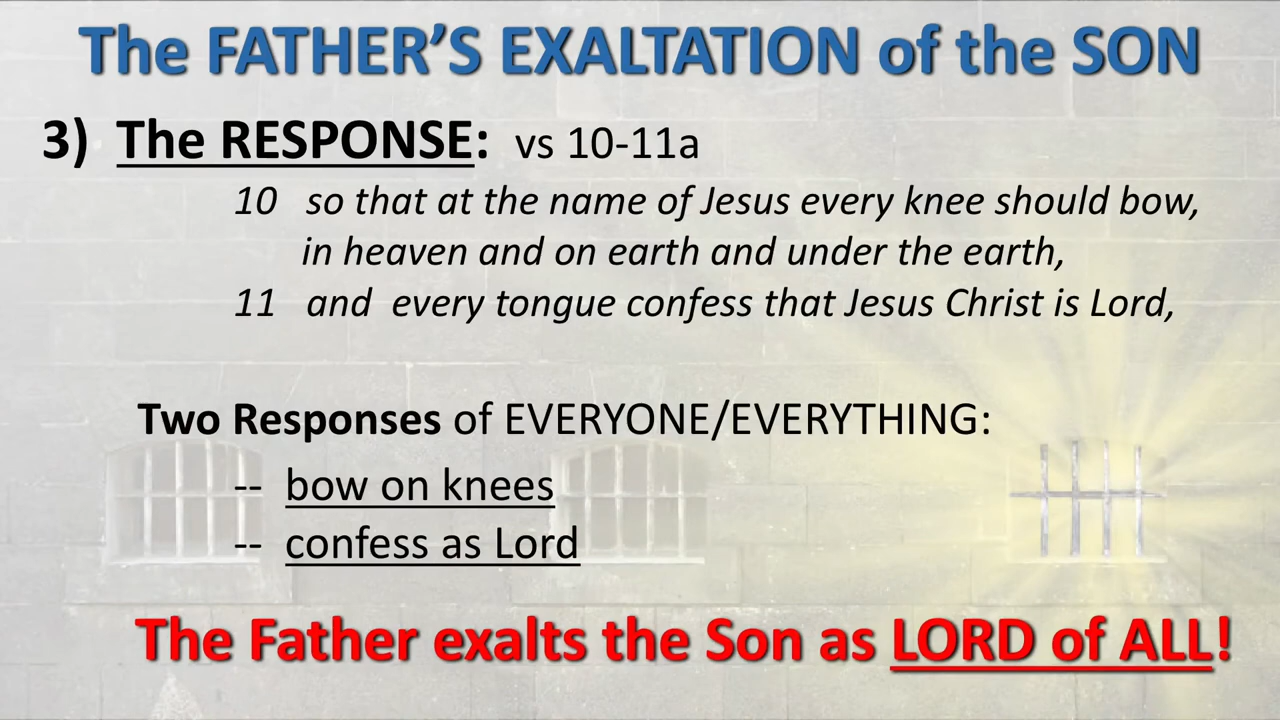 The FATHER’S EXALTATION of the SON
3) The RESPONSE: vs 10-11a
10 so that at the name of Jesus every knee should bow,
in heaven and on earth and under the earth,
11 and every tongue confess that Jesus Christ is Lord,
Two Responses of EVERYONE/EVERYTHING:
-- bow on knees
-- confess as Lord
The Father exalts the Son as LORD of ALL!